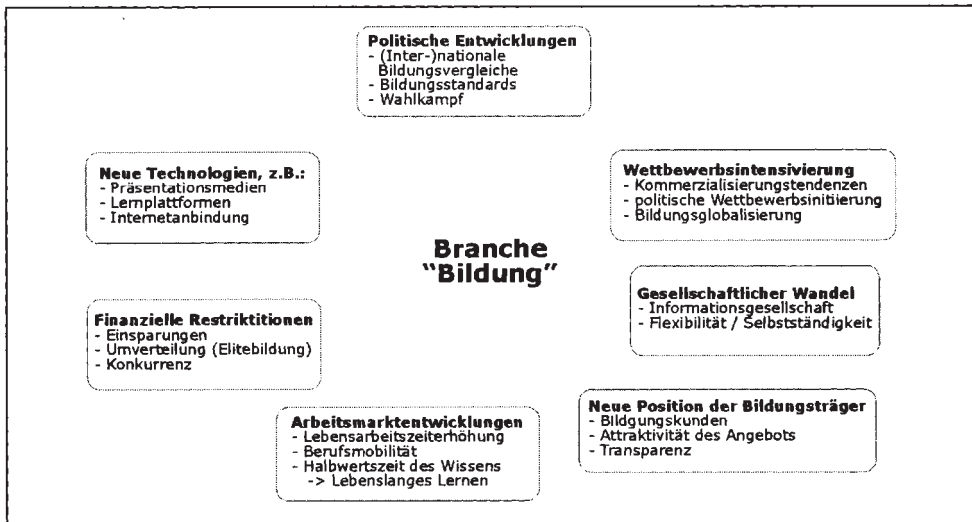 Politische Entwicklungen
- (Inter-)nationale
Bildungsvergleiche
- Bildungsstandards
- Wahlkampf
Neue Technologien, z.B.:
- Präsentationsmedien
- Lernplattformen
- Internetanbindung
Wettbewerbsintensivierung
- Kommerzialisierungstendenzen
- politische Wettbewerbsinitiierung
- Bildungsglobalisierung
Branche
"Bildung"
Gesellschaftlicher Wandel
- Informationsgesellschaft
- Flexibilität / Selbstständigkeit
Finanzielle Restriktitionen
- Einsparungen
- Umverteilung (Elitebildung)
- Konkurrenz
Neue Position der Bildungsträger
- Bildgungskunden
- Attraktivität des Angebots
- Transparenz
Arbeitsmarktentwicklungen
- Lebensarbeitszeiterhöhung
- Berufsmobilität
- Halbwertszeit des Wissens
-> Lebenslanges Lernen